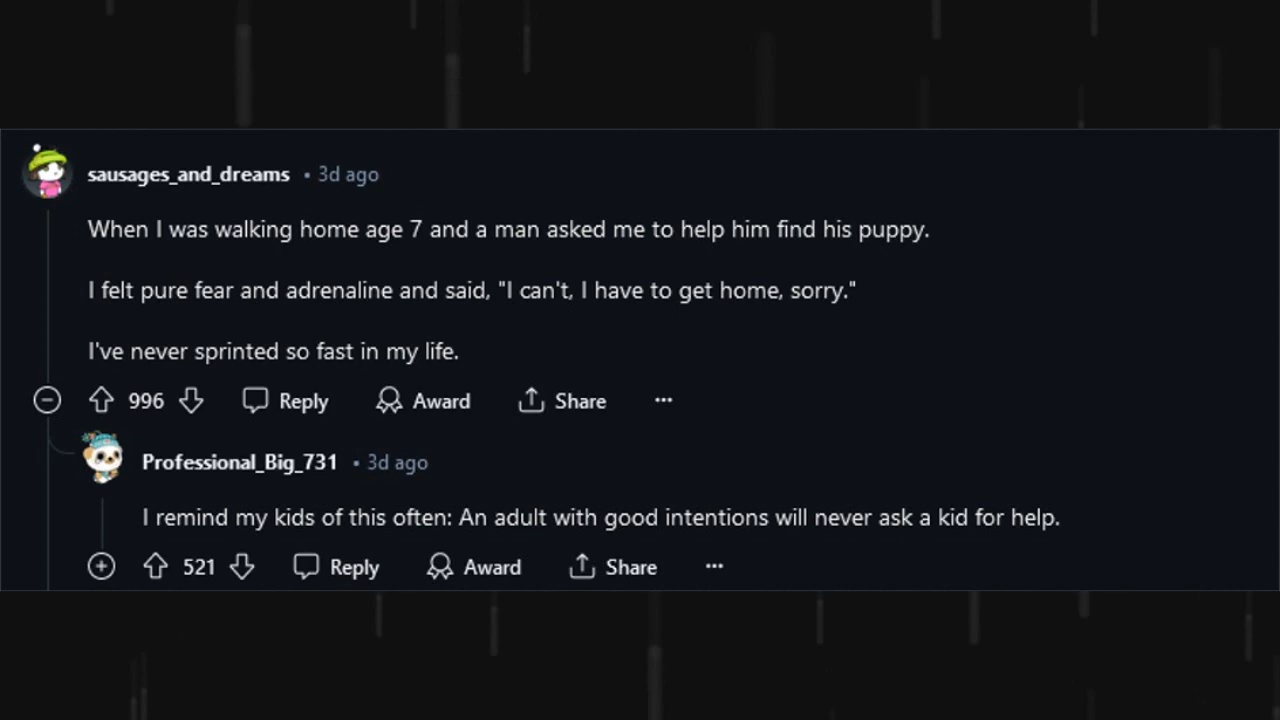 sausages_and_dreams • 3d ago
When I was walking home age 7 and a man asked me to help him find his puppy.
I felt pure fear and adrenaline and said, "I can't, I have to get home, sorry."
I've never sprinted so fast in my life.
996 Reply Award Share ···
Professional_Big_731 • 3d ago
I remind my kids of this often: An adult with good intentions will never ask a kid for help.
521 Reply Award Share ···